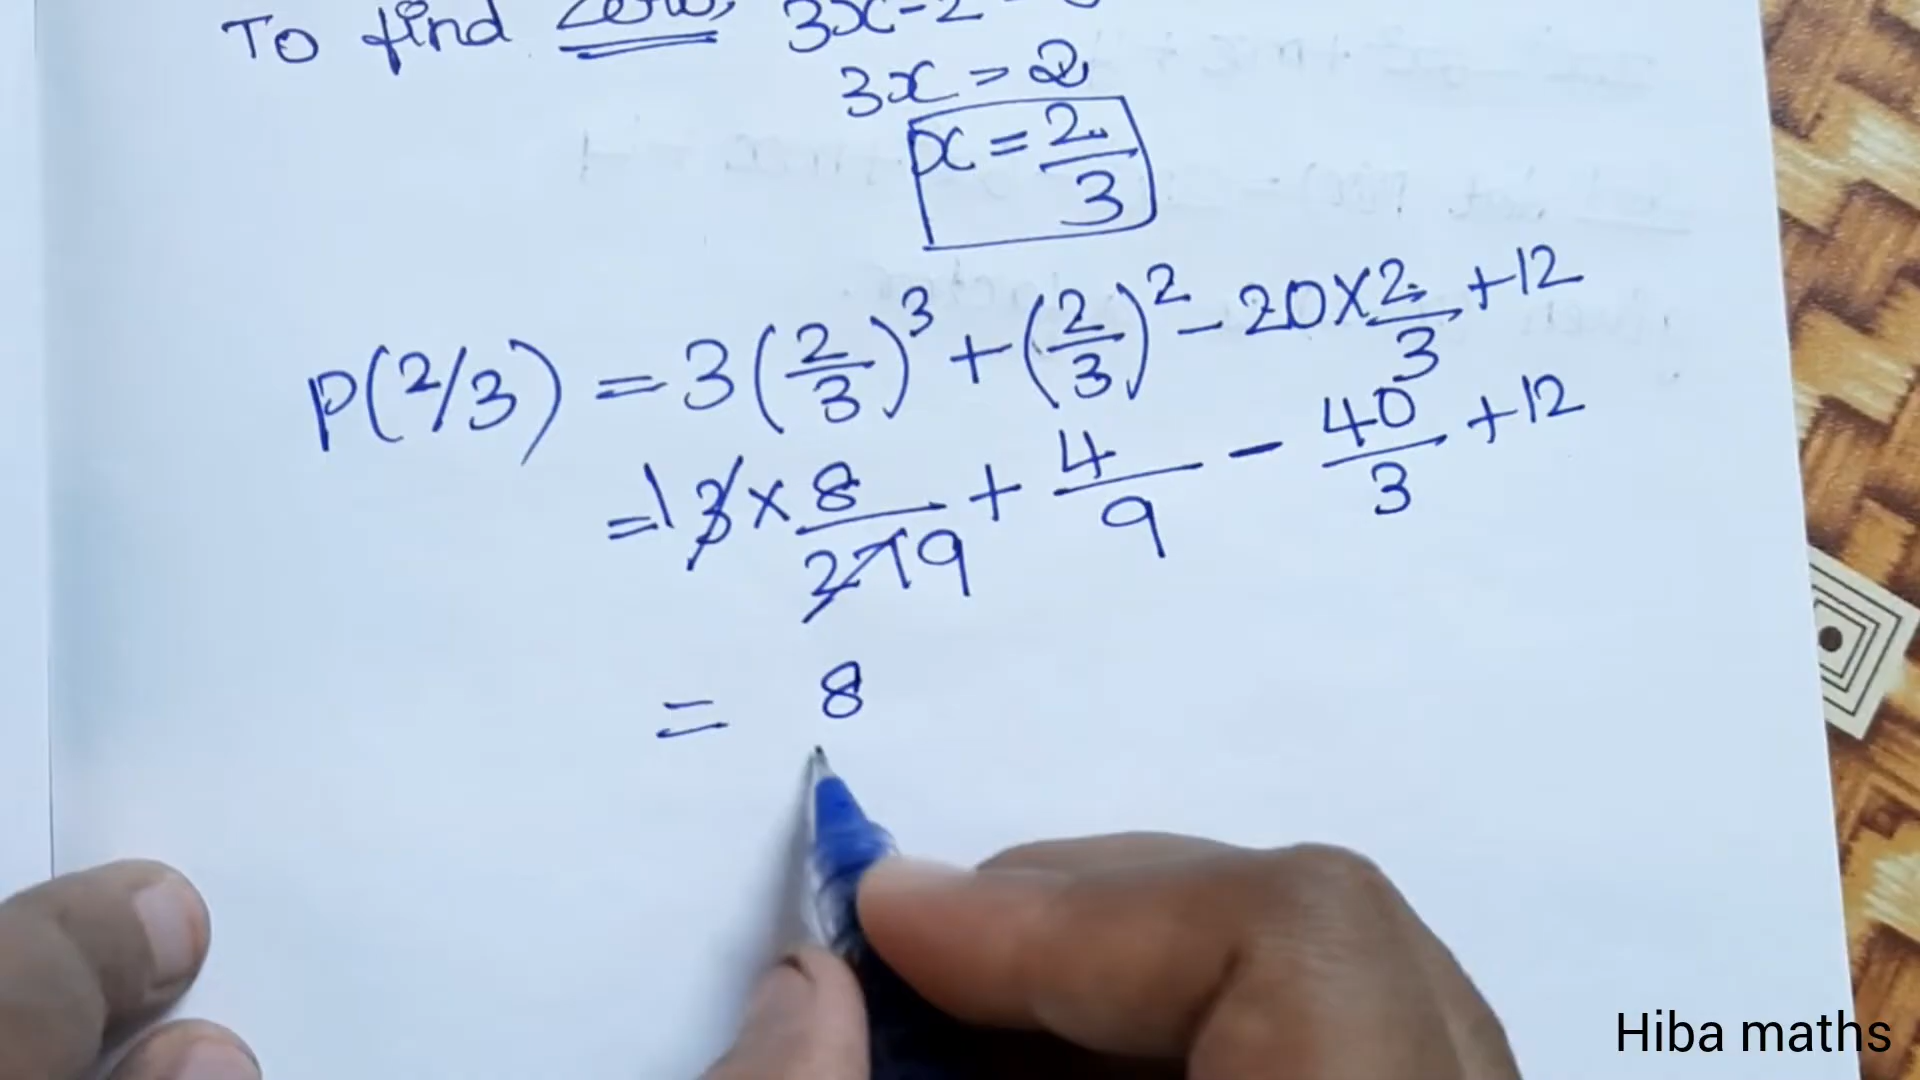 To find zero, 3x-2
3x = 2
x = 2/3
P(2/3) = 3(2/3)³ + (2/3)² - 20×2/3 + 12
= 1 3 × 8/27 9 + 4/9 - 40/3 + 12
= 8
Hiba maths